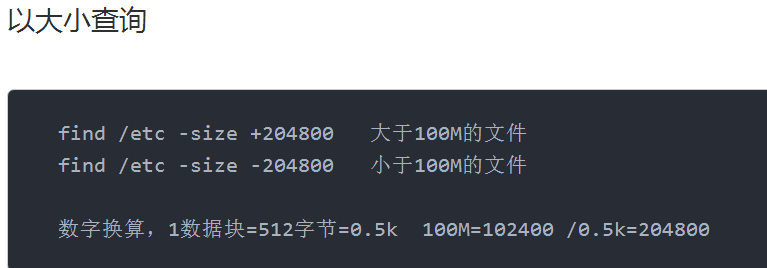 以大小查询
find /etc -size +204800 大于100M的文件
find /etc -size -204800 小于100M的文件
数字换算，1数据块=512字节=0.5k 100M=102400 /0.5k=204800